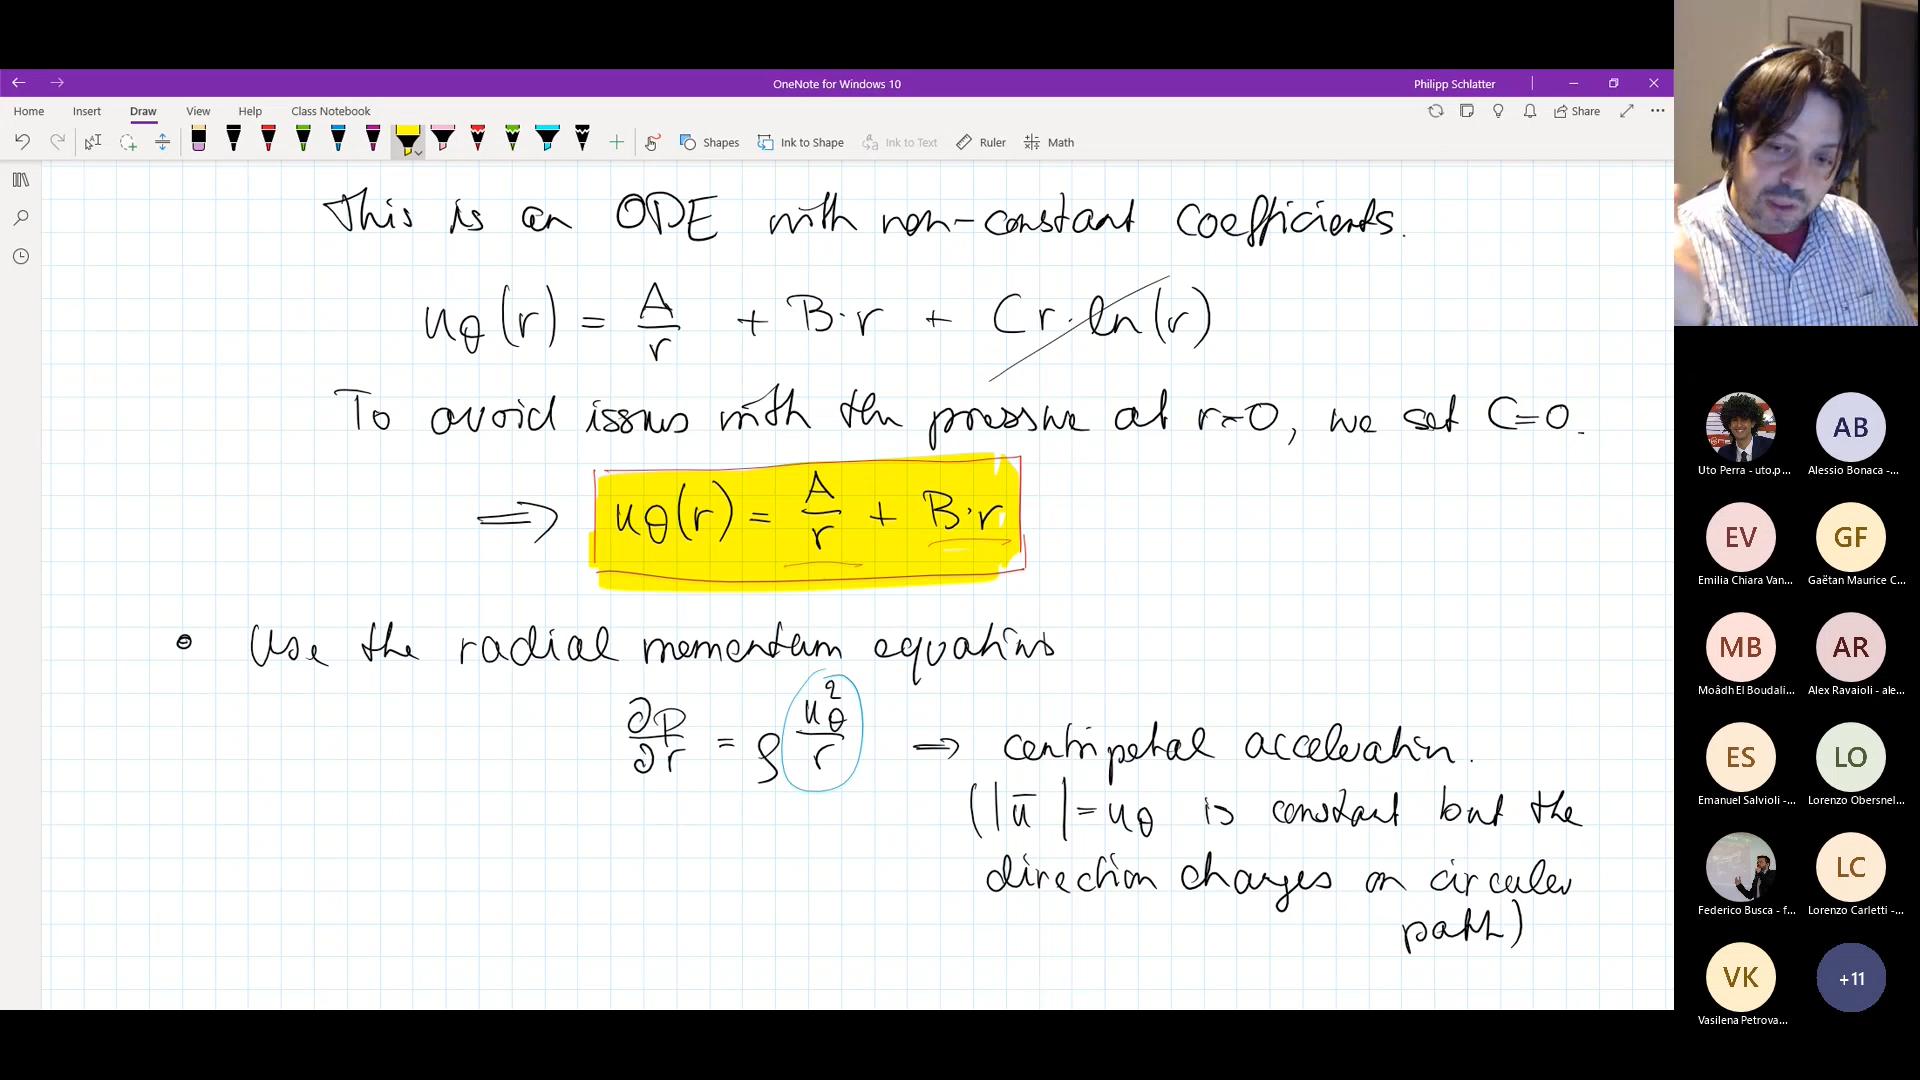 OneNote for Windows 10
Philipp Schlatter
Home Insert Draw View Help Class Notebook
Share
Shapes Ink to Shape Ink to Text Ruler Math
This is an ODE with non-constant coefficients.
uθ(r) = A/r + B·r + Cr·ln(r)
To avoid issues with the pressure at r=0, we set C=0.
⟹ uθ(r) = A/r + B·r
• Use the radial momentum equations
∂p/∂r = ρ uθ²/r ⟹ centripetal acceleration.
(|ū| = uθ is constant but the
direction changes on circular
path)
Uto Perra - uto.p...
AB
Alessio Bonaca -...
EV
Emilia Chiara Van...
GF
Gaëtan Maurice C...
MB
Moâdh El Boudali...
AR
Alex Ravaioli - ale...
ES
Emanuel Salvioli -...
LO
Lorenzo Obersnel...
Federico Busca - f...
LC
Lorenzo Carletti -...
VK
Vasilena Petrova...
+11